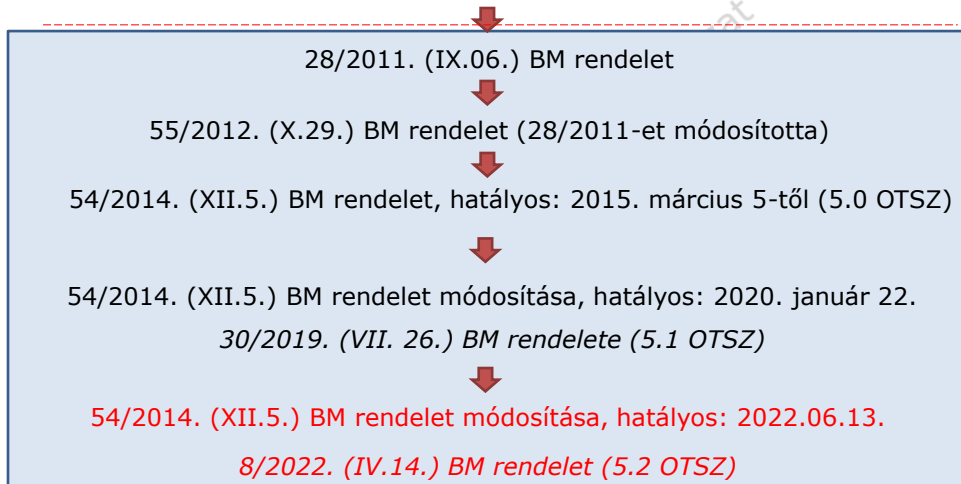 28/2011. (IX.06.) BM rendelet
55/2012. (X.29.) BM rendelet (28/2011-et módosította)
54/2014. (XII.5.) BM rendelet, hatályos: 2015. március 5-től (5.0 OTSZ)
54/2014. (XII.5.) BM rendelet módosítása, hatályos: 2020. január 22.
30/2019. (VII. 26.) BM rendelete (5.1 OTSZ)
54/2014. (XII.5.) BM rendelet módosítása, hatályos: 2022.06.13.
8/2022. (IV.14.) BM rendelet (5.2 OTSZ)